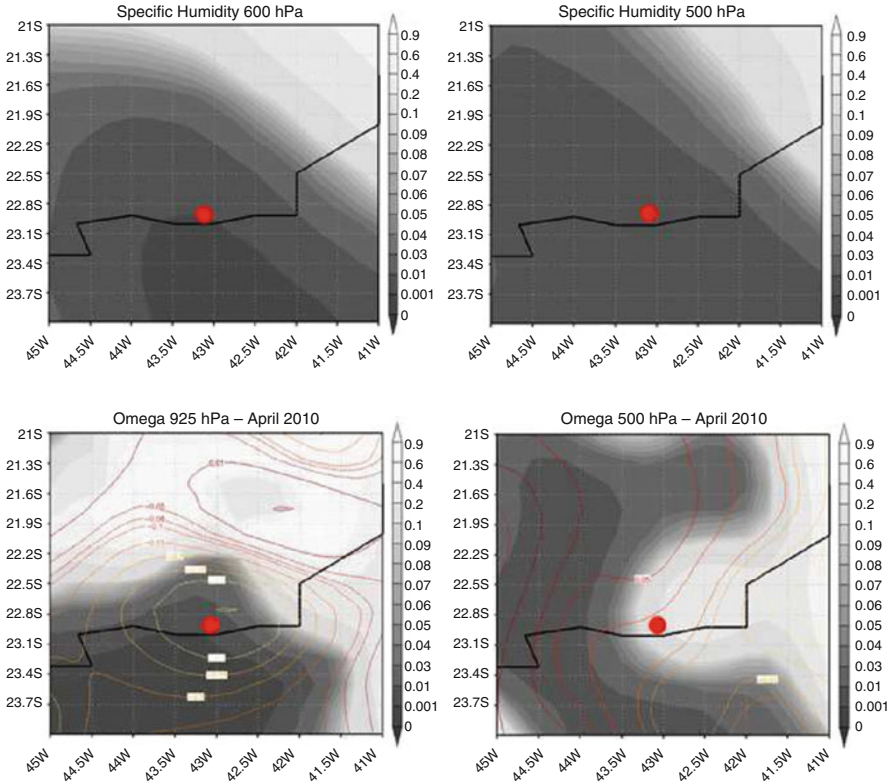 Specific Humidity 600 hPa
21S
21.3S
21.6S
21.9S
22.2S
22.5S
22.8S
23.1S
23.4S
23.7S
45W
44.5W
44W
43.5W
43W
42.5W
42W
41.5W
41W
0.9
0.6
0.4
0.2
0.1
0.09
0.08
0.07
0.06
0.05
0.04
0.03
0.01
0.001
0
Specific Humidity 500 hPa
21S
21.3S
21.6S
21.9S
22.2S
22.5S
22.8S
23.1S
23.4S
23.7S
45W
44.5W
44W
43.5W
43W
42.5W
42W
41.5W
41W
0.9
0.6
0.4
0.2
0.1
0.09
0.08
0.07
0.06
0.05
0.04
0.03
0.01
0.001
0
Omega 925 hPa – April 2010
21S
21.3S
21.6S
21.9S
22.2S
22.5S
22.8S
23.1S
23.4S
23.7S
45W
44.5W
44W
43.5W
43W
42.5W
42W
41.5W
41W
0.9
0.6
0.4
0.2
0.1
0.09
0.08
0.07
0.06
0.05
0.04
0.03
0.01
0.001
0
Omega 500 hPa – April 2010
21S
21.3S
21.6S
21.9S
22.2S
22.5S
22.8S
23.1S
23.4S
23.7S
45W
44.5W
44W
43.5W
43W
42.5W
42W
41.5W
41W
0.9
0.6
0.4
0.2
0.1
0.09
0.08
0.07
0.06
0.05
0.04
0.03
0.01
0.001
0